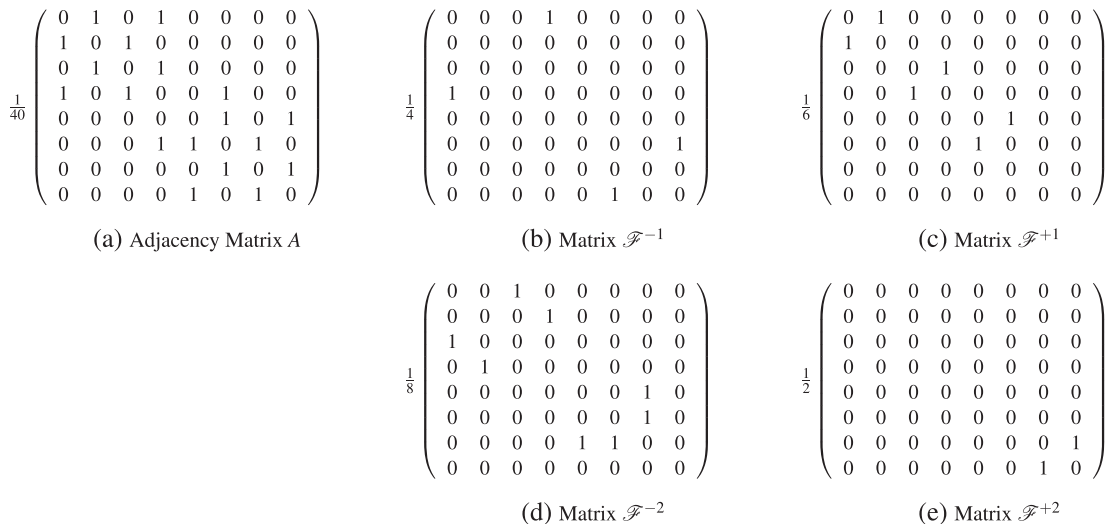 1/40
0 1 0 1 0 0 0 0
1 0 1 0 0 0 0 0
0 1 0 1 0 0 0 0
1 0 1 0 0 1 0 0
0 0 0 0 0 1 0 1
0 0 0 1 1 0 1 0
0 0 0 0 0 1 0 1
0 0 0 0 1 0 1 0
(a) Adjacency Matrix A
1/4
0 0 0 1 0 0 0 0
0 0 0 0 0 0 0 0
0 0 0 0 0 0 0 0
1 0 0 0 0 0 0 0
0 0 0 0 0 0 0 0
0 0 0 0 0 0 0 1
0 0 0 0 0 0 0 0
0 0 0 0 0 1 0 0
(b) Matrix ℱ⁻¹
1/6
0 1 0 0 0 0 0 0
1 0 0 0 0 0 0 0
0 0 0 1 0 0 0 0
0 0 1 0 0 0 0 0
0 0 0 0 0 1 0 0
0 0 0 0 1 0 0 0
0 0 0 0 0 0 0 0
0 0 0 0 0 0 0 0
(c) Matrix ℱ⁺¹
1/8
0 0 1 0 0 0 0 0
0 0 0 1 0 0 0 0
1 0 0 0 0 0 0 0
0 1 0 0 0 0 0 0
0 0 0 0 0 0 1 0
0 0 0 0 0 0 1 0
0 0 0 0 1 1 0 0
0 0 0 0 0 0 0 0
(d) Matrix ℱ⁻²
1/2
0 0 0 0 0 0 0 0
0 0 0 0 0 0 0 0
0 0 0 0 0 0 0 0
0 0 0 0 0 0 0 0
0 0 0 0 0 0 0 0
0 0 0 0 0 0 0 0
0 0 0 0 0 0 0 1
0 0 0 0 0 0 1 0
(e) Matrix ℱ⁺²